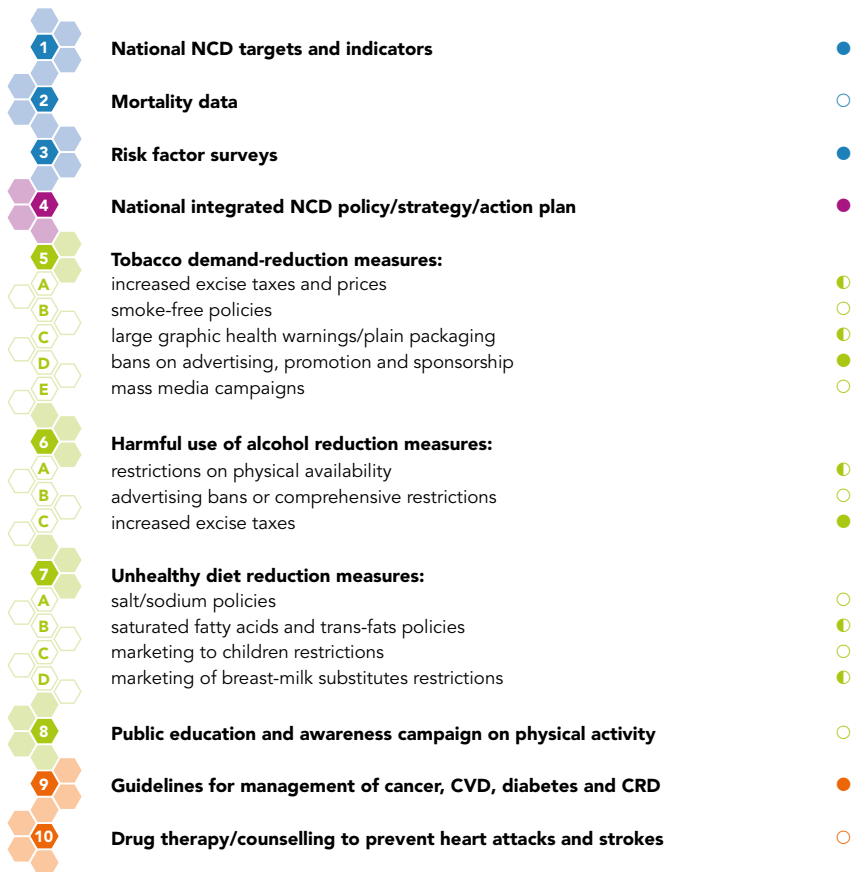 1 National NCD targets and indicators
2 Mortality data
3 Risk factor surveys
4 National integrated NCD policy/strategy/action plan
5 Tobacco demand-reduction measures:
A increased excise taxes and prices
B smoke-free policies
C large graphic health warnings/plain packaging
D bans on advertising, promotion and sponsorship
E mass media campaigns
6 Harmful use of alcohol reduction measures:
A restrictions on physical availability
B advertising bans or comprehensive restrictions
C increased excise taxes
7 Unhealthy diet reduction measures:
A salt/sodium policies
B saturated fatty acids and trans-fats policies
C marketing to children restrictions
D marketing of breast-milk substitutes restrictions
8 Public education and awareness campaign on physical activity
9 Guidelines for management of cancer, CVD, diabetes and CRD
10 Drug therapy/counselling to prevent heart attacks and strokes